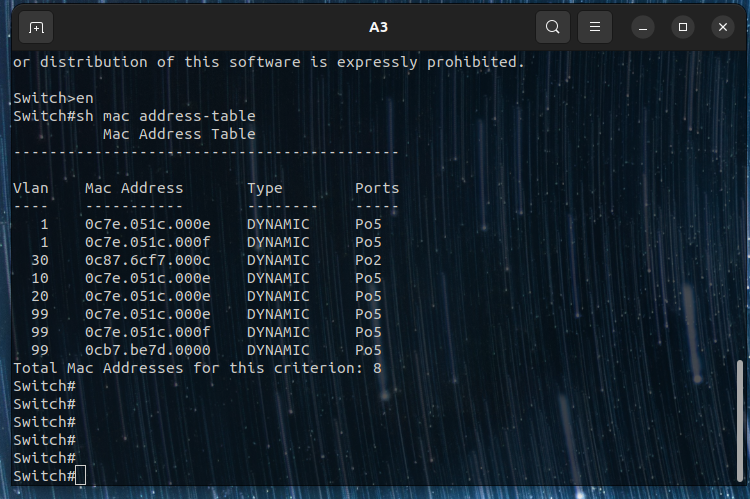 A3
or distribution of this software is expressly prohibited.
Switch>en
Switch#sh mac address-table
Mac Address Table
-------------------------------------------
Vlan    Mac Address       Type        Ports
----    -----------       --------    -----
1    0c7e.051c.000e    DYNAMIC     Po5
1    0c7e.051c.000f    DYNAMIC     Po5
30    0c87.6cf7.000c    DYNAMIC     Po2
10    0c7e.051c.000e    DYNAMIC     Po5
20    0c7e.051c.000e    DYNAMIC     Po5
99    0c7e.051c.000e    DYNAMIC     Po5
99    0c7e.051c.000f    DYNAMIC     Po5
99    0cb7.be7d.0000    DYNAMIC     Po5
Total Mac Addresses for this criterion: 8
Switch#
Switch#
Switch#
Switch#
Switch#
Switch#